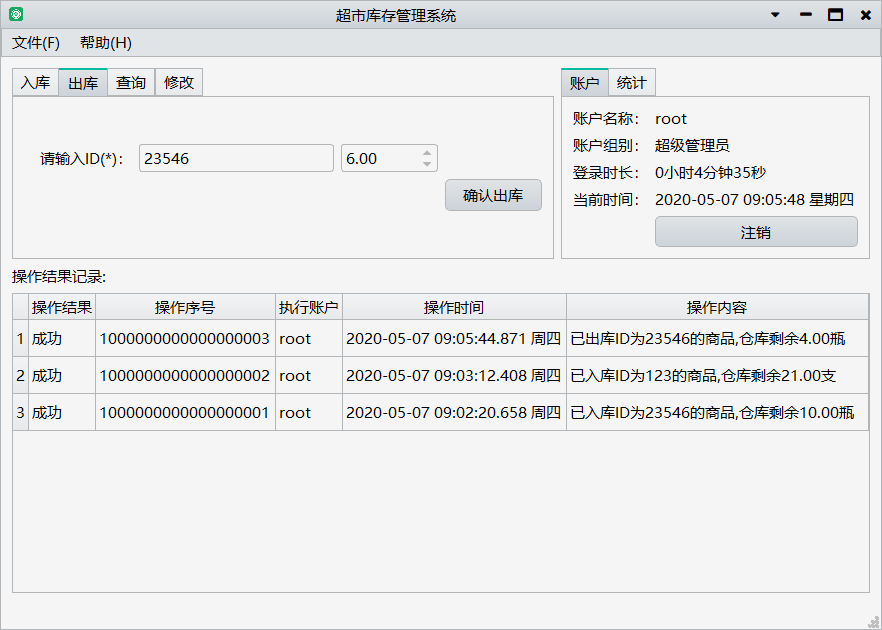 超市库存管理系统
文件(F) 帮助(H)
入库 出库 查询 修改
请输入ID(*)： 23546 6.00
确认出库
账户 统计
账户名称： root
账户组别： 超级管理员
登录时长： 0小时4分钟35秒
当前时间： 2020-05-07 09:05:48 星期四
注销
操作结果记录:
操作结果 操作序号 执行账户 操作时间 操作内容
1 成功 1000000000000000003 root 2020-05-07 09:05:44.871 周四 已出库ID为23546的商品,仓库剩余4.00瓶
2 成功 1000000000000000002 root 2020-05-07 09:03:12.408 周四 已入库ID为123的商品,仓库剩余21.00支
3 成功 1000000000000000001 root 2020-05-07 09:02:20.658 周四 已入库ID为23546的商品,仓库剩余10.00瓶